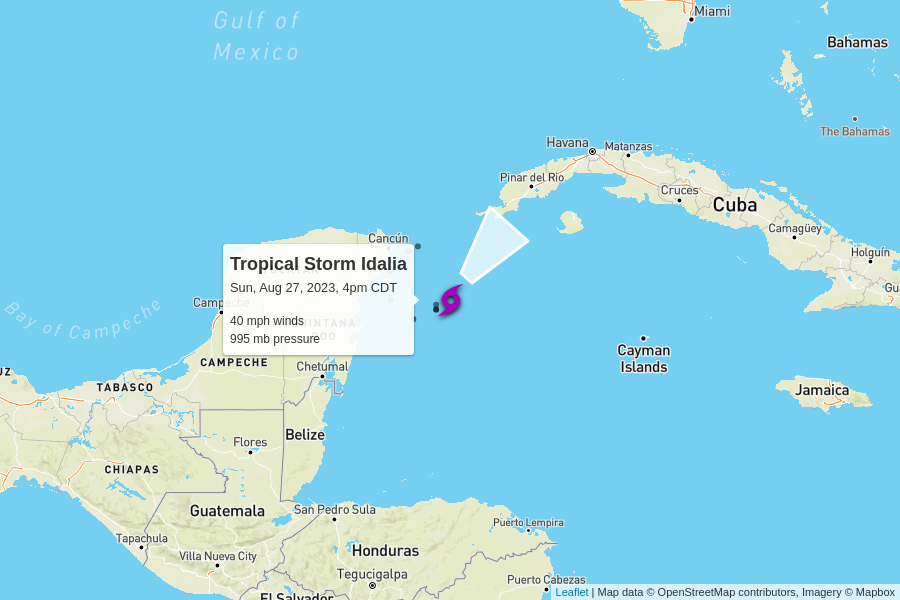 Gulf of
Mexico
Miami
Bahamas
The Bahamas
Havana
Matanzas
Pinar del Rio
Cruces
Cuba
Camagüey
Holguín
Gu
Cancún
Tropical Storm Idalia
Sun, Aug 27, 2023, 4pm CDT
40 mph winds
995 mb pressure
Campeche
Bay of Campeche
QUINTANA
ROO
CAMPECHE
Chetumal
Cayman
Islands
Jamaica
UZ
TABASCO
Flores
Belize
CHIAPAS
Guatemala
San Pedro Sula
Puerto Lempira
Tapachula
Villa Nueva City
Honduras
Tegucigalpa
Puerto Cabezas
El Salvador
Leaflet | Map data © OpenStreetMap contributors, Imagery © Mapbox